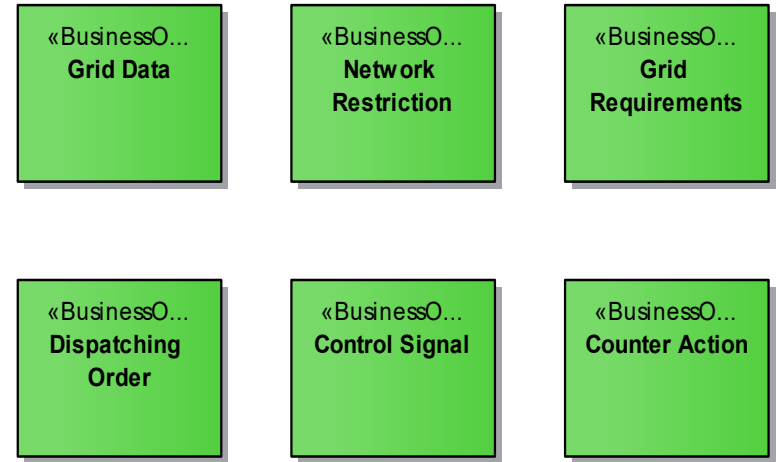 «BusinessO...
Grid Data
«BusinessO...
Network
Restriction
«BusinessO...
Grid
Requirements
«BusinessO...
Dispatching
Order
«BusinessO...
Control Signal
«BusinessO...
Counter Action